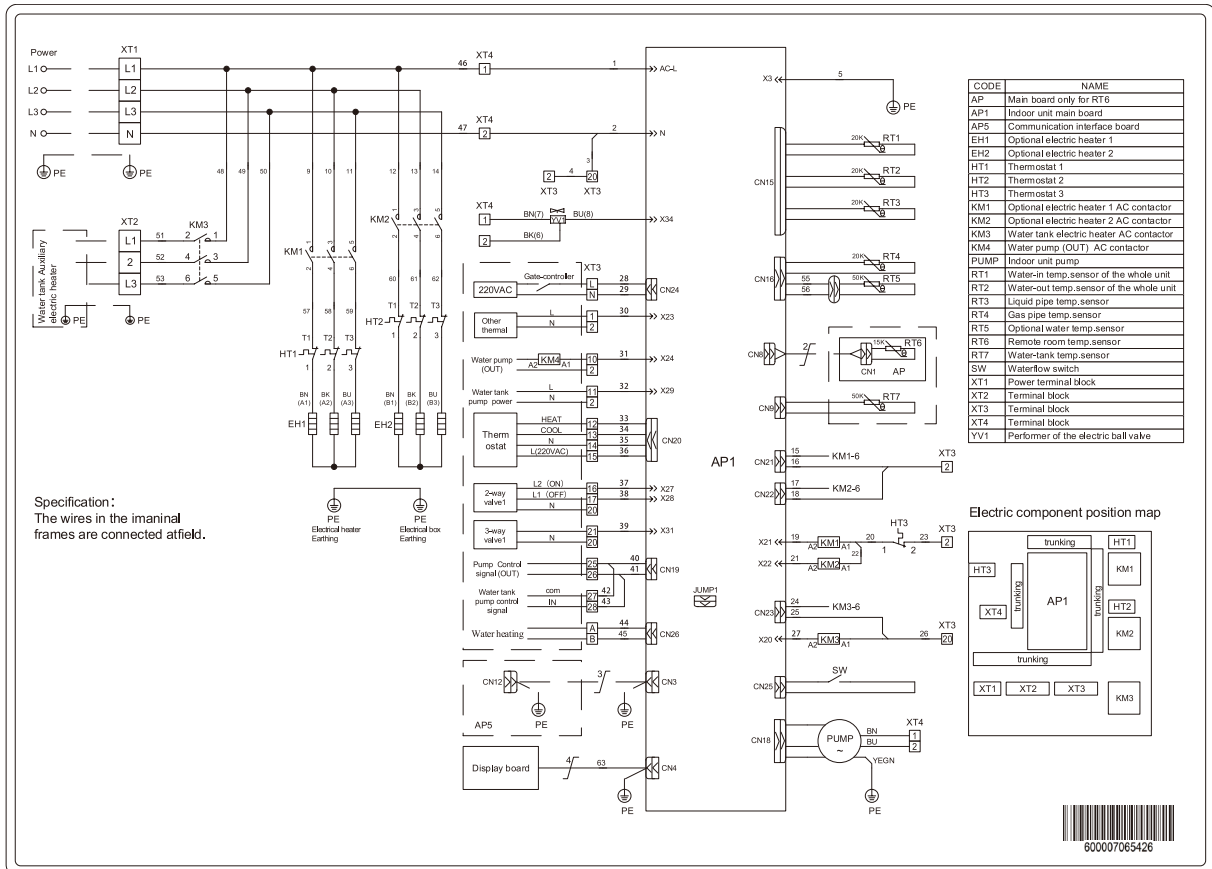 Power
XT1
L1
L1
L2
L2
L3
L3
N
N
PE
PE
46
XT4
1
1
AC-L
47
XT4
2
2
N
3
2
4
20
XT3
XT3
48
49
50
9
10
11
12
13
14
XT2
Water tank Auxiliary
electric heater
L1
2
L3
51
52
53
KM3
2
1
4
3
6
5
PE
PE
KM1
1
3
5
2
4
6
KM2
1
3
5
2
4
6
57
58
59
60
61
62
HT1
T1
T2
T3
1
2
3
HT2
T1
T2
T3
1
2
3
BN
(A1)
BK
(A2)
BU
(A3)
BN
(B1)
BK
(B2)
BU
(B3)
EH1
EH2
PE
Electrical heater
Earthing
PE
Electrical box
Earthing
Specification:
The wires in the imaninal
frames are connected atfield.
XT4
1
BN(7)
YV1
BU(8)
X34
2
BK(6)
XT3
220VAC
Gate-controller
L
28
N
29
CN24
Other
thermal
L
1
30
X23
N
2
Water pump
(OUT)
A2
KM4
A1
10
31
X24
2
Water tank
pump power
L
11
32
X29
N
2
Therm
ostat
HEAT
12
33
COOL
13
34
N
14
35
L(220VAC)
15
36
CN20
2-way
valve1
L2 (ON)
16
37
X27
L1 (OFF)
17
38
X28
N
20
3-way
valve1
21
39
X31
N
20
Pump Control
signal (OUT)
25
40
26
41
CN19
Water tank
pump control
signal
com
27
42
IN
28
43
Water heating
A
44
B
45
CN26
CN12
3
CN3
PE
PE
AP5
Display board
4
63
CN4
PE
AP1
JUMP1
X3
5
PE
CN15
20K
RT1
20K
RT2
20K
RT3
CN16
20K
RT4
55
56
50K
RT5
CN8
2
15K
RT6
CN1
AP
CN9
50K
RT7
CN21
15
KM1-6
16
XT3
2
CN22
17
KM2-6
18
X21
19
A2
KM1
A1
20
HT3
1
2
23
XT3
2
X22
21
A2
KM2
A1
22
CN23
24
KM3-6
25
X20
27
A2
KM3
A1
26
XT3
20
CN25
SW
CN18
PUMP
~
BN
BU
YEGN
XT4
1
2
PE
CODE NAME
AP Main board only for RT6
AP1 Indoor unit main board
AP5 Communication interface board
EH1 Optional electric heater 1
EH2 Optional electric heater 2
HT1 Thermostat 1
HT2 Thermostat 2
HT3 Thermostat 3
KM1 Optional electric heater 1 AC contactor
KM2 Optional electric heater 2 AC contactor
KM3 Water tank electric heater AC contactor
KM4 Water pump (OUT) AC contactor
PUMP Indoor unit pump
RT1 Water-in temp.sensor of the whole unit
RT2 Water-out temp.sensor of the whole unit
RT3 Liquid pipe temp.sensor
RT4 Gas pipe temp.sensor
RT5 Optional water temp.sensor
RT6 Remote room temp.sensor
RT7 Water-tank temp.sensor
SW Waterflow switch
XT1 Power terminal block
XT2 Terminal block
XT3 Terminal block
XT4 Terminal block
YV1 Performer of the electric ball valve
Electric component position map
trunking
HT1
HT3
KM1
trunking
AP1
trunking
XT4
HT2
KM2
trunking
XT1
XT2
XT3
KM3
600007065426